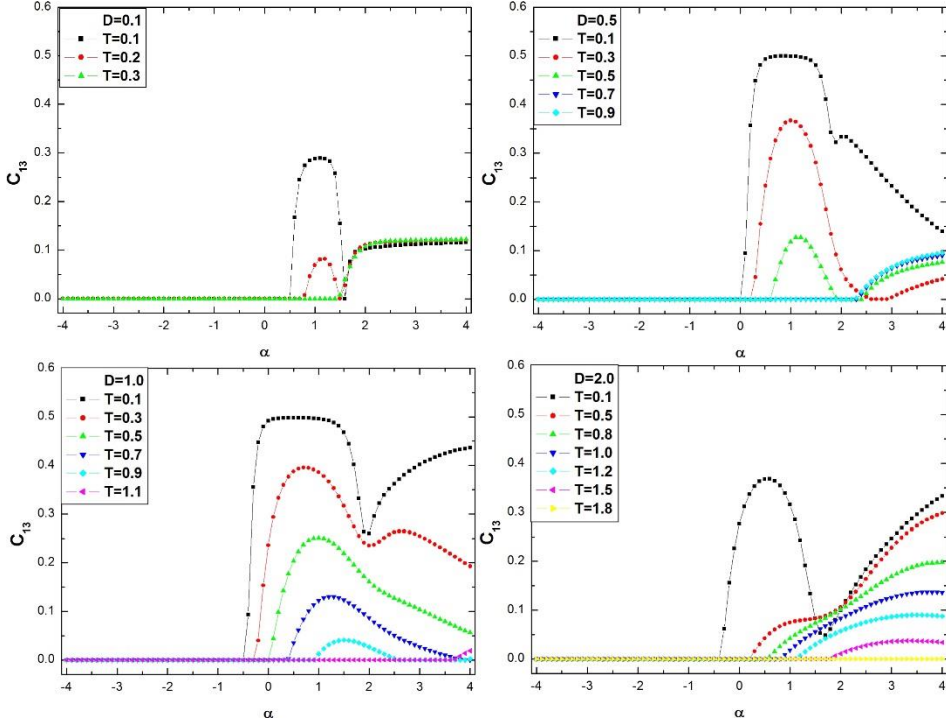 D=0.1
T=0.1
T=0.2
T=0.3
0.6
0.5
0.4
0.3
0.2
0.1
0.0
C13
-4 -3 -2 -1 0 1 2 3 4
α
D=0.5
T=0.1
T=0.3
T=0.5
T=0.7
T=0.9
0.6
0.5
0.4
0.3
0.2
0.1
0.0
C13
-4 -3 -2 -1 0 1 2 3 4
α
D=1.0
T=0.1
T=0.3
T=0.5
T=0.7
T=0.9
T=1.1
0.6
0.5
0.4
0.3
0.2
0.1
0.0
C13
-4 -3 -2 -1 0 1 2 3 4
α
D=2.0
T=0.1
T=0.5
T=0.8
T=1.0
T=1.2
T=1.5
T=1.8
0.6
0.5
0.4
0.3
0.2
0.1
0.0
C13
-4 -3 -2 -1 0 1 2 3 4
α